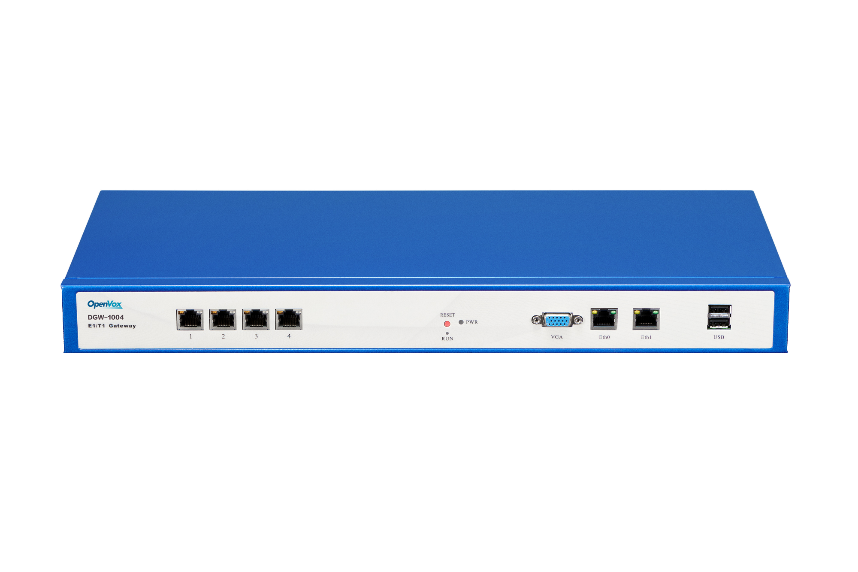 OpenVox
DGW-1004
E1/T1 Gateway
1
2
3
4
RESET
PWR
RUN
VGA
USB